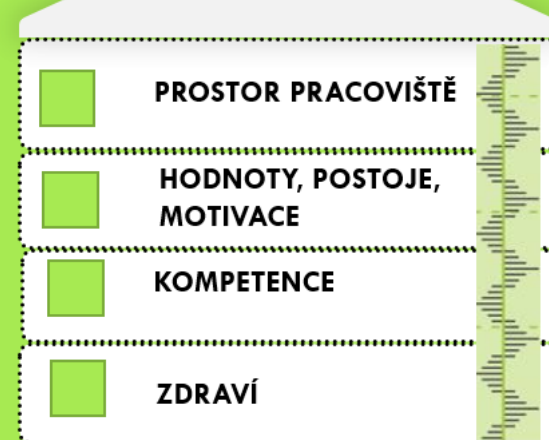 PROSTOR PRACOVIŠTĚ
HODNOTY, POSTOJE,
MOTIVACE
KOMPETENCE
ZDRAVÍ